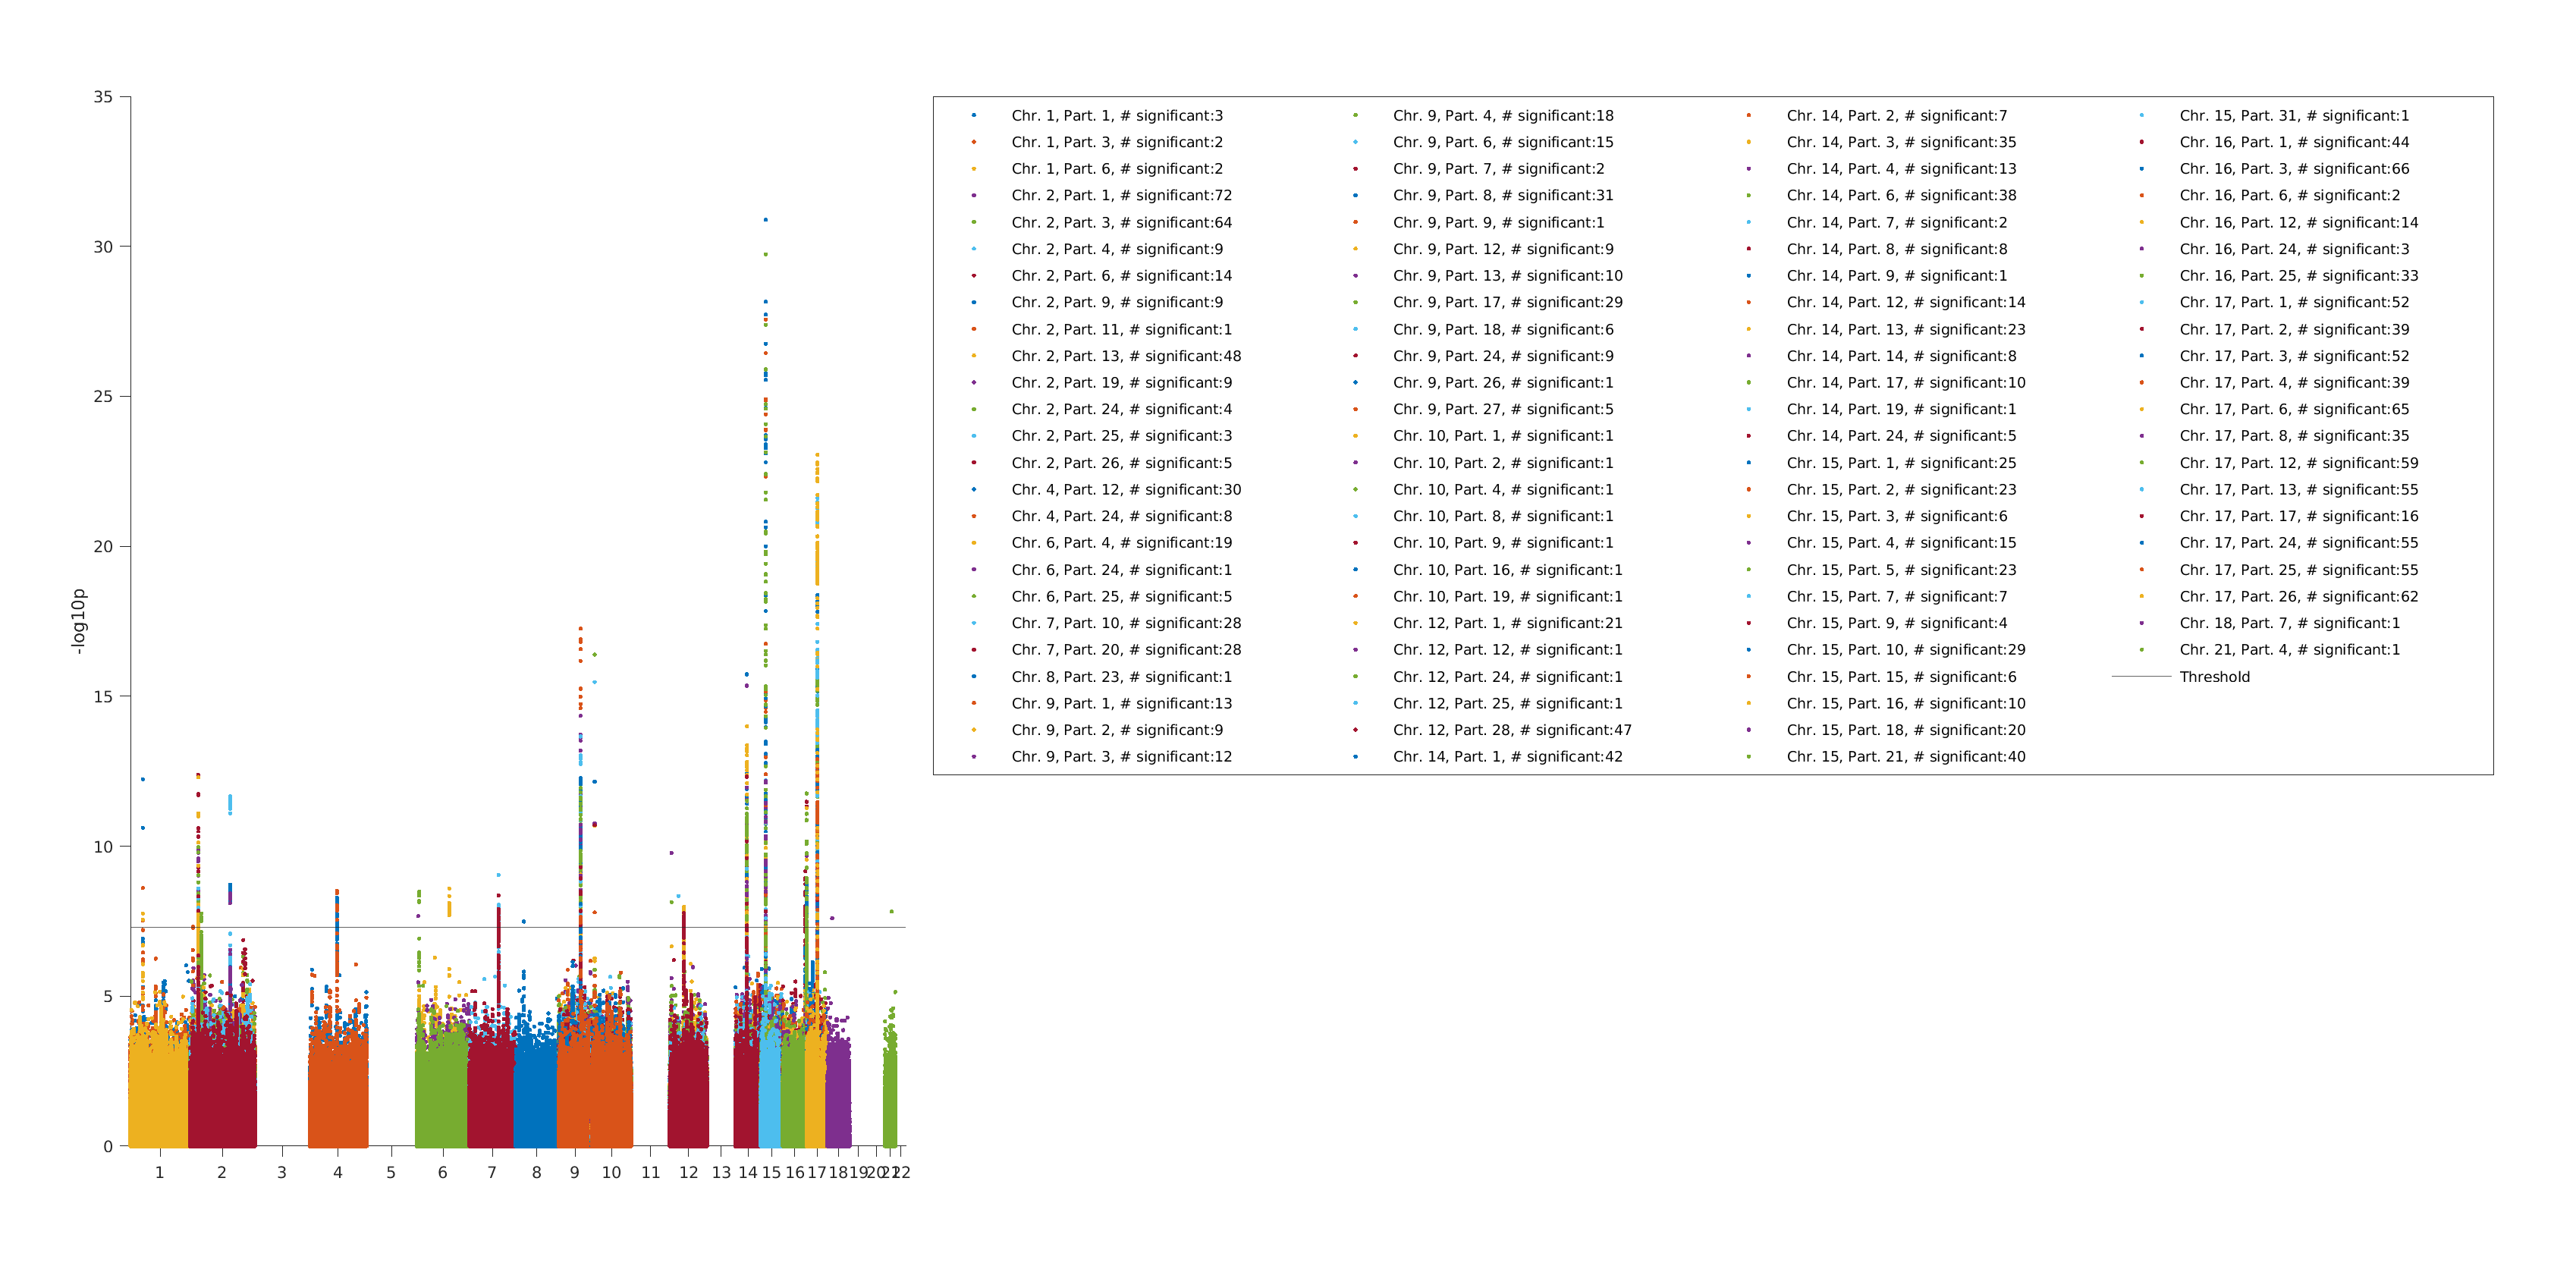 35
30
25
20
15
10
5
0
-log10p
1 2 3 4 5 6 7 8 9 10 11 12 13 14 15 16 17 18 19 20 21 22
Chr. 1, Part. 1, # significant:3
Chr. 1, Part. 3, # significant:2
Chr. 1, Part. 6, # significant:2
Chr. 2, Part. 1, # significant:72
Chr. 2, Part. 3, # significant:64
Chr. 2, Part. 4, # significant:9
Chr. 2, Part. 6, # significant:14
Chr. 2, Part. 9, # significant:9
Chr. 2, Part. 11, # significant:1
Chr. 2, Part. 13, # significant:48
Chr. 2, Part. 19, # significant:9
Chr. 2, Part. 24, # significant:4
Chr. 2, Part. 25, # significant:3
Chr. 2, Part. 26, # significant:5
Chr. 4, Part. 12, # significant:30
Chr. 4, Part. 24, # significant:8
Chr. 6, Part. 4, # significant:19
Chr. 6, Part. 24, # significant:1
Chr. 6, Part. 25, # significant:5
Chr. 7, Part. 10, # significant:28
Chr. 7, Part. 20, # significant:28
Chr. 8, Part. 23, # significant:1
Chr. 9, Part. 1, # significant:13
Chr. 9, Part. 2, # significant:9
Chr. 9, Part. 3, # significant:12
Chr. 9, Part. 4, # significant:18
Chr. 9, Part. 6, # significant:15
Chr. 9, Part. 7, # significant:2
Chr. 9, Part. 8, # significant:31
Chr. 9, Part. 9, # significant:1
Chr. 9, Part. 12, # significant:9
Chr. 9, Part. 13, # significant:10
Chr. 9, Part. 17, # significant:29
Chr. 9, Part. 18, # significant:6
Chr. 9, Part. 24, # significant:9
Chr. 9, Part. 26, # significant:1
Chr. 9, Part. 27, # significant:5
Chr. 10, Part. 1, # significant:1
Chr. 10, Part. 2, # significant:1
Chr. 10, Part. 4, # significant:1
Chr. 10, Part. 8, # significant:1
Chr. 10, Part. 9, # significant:1
Chr. 10, Part. 16, # significant:1
Chr. 10, Part. 19, # significant:1
Chr. 12, Part. 1, # significant:21
Chr. 12, Part. 12, # significant:1
Chr. 12, Part. 24, # significant:1
Chr. 12, Part. 25, # significant:1
Chr. 12, Part. 28, # significant:47
Chr. 14, Part. 1, # significant:42
Chr. 14, Part. 2, # significant:7
Chr. 14, Part. 3, # significant:35
Chr. 14, Part. 4, # significant:13
Chr. 14, Part. 6, # significant:38
Chr. 14, Part. 7, # significant:2
Chr. 14, Part. 8, # significant:8
Chr. 14, Part. 9, # significant:1
Chr. 14, Part. 12, # significant:14
Chr. 14, Part. 13, # significant:23
Chr. 14, Part. 14, # significant:8
Chr. 14, Part. 17, # significant:10
Chr. 14, Part. 19, # significant:1
Chr. 14, Part. 24, # significant:5
Chr. 15, Part. 1, # significant:25
Chr. 15, Part. 2, # significant:23
Chr. 15, Part. 3, # significant:6
Chr. 15, Part. 4, # significant:15
Chr. 15, Part. 5, # significant:23
Chr. 15, Part. 7, # significant:7
Chr. 15, Part. 9, # significant:4
Chr. 15, Part. 10, # significant:29
Chr. 15, Part. 15, # significant:6
Chr. 15, Part. 16, # significant:10
Chr. 15, Part. 18, # significant:20
Chr. 15, Part. 21, # significant:40
Chr. 15, Part. 31, # significant:1
Chr. 16, Part. 1, # significant:44
Chr. 16, Part. 3, # significant:66
Chr. 16, Part. 6, # significant:2
Chr. 16, Part. 12, # significant:14
Chr. 16, Part. 24, # significant:3
Chr. 16, Part. 25, # significant:33
Chr. 17, Part. 1, # significant:52
Chr. 17, Part. 2, # significant:39
Chr. 17, Part. 3, # significant:52
Chr. 17, Part. 4, # significant:39
Chr. 17, Part. 6, # significant:65
Chr. 17, Part. 8, # significant:35
Chr. 17, Part. 12, # significant:59
Chr. 17, Part. 13, # significant:55
Chr. 17, Part. 17, # significant:16
Chr. 17, Part. 24, # significant:55
Chr. 17, Part. 25, # significant:55
Chr. 17, Part. 26, # significant:62
Chr. 18, Part. 7, # significant:1
Chr. 21, Part. 4, # significant:1
Threshold